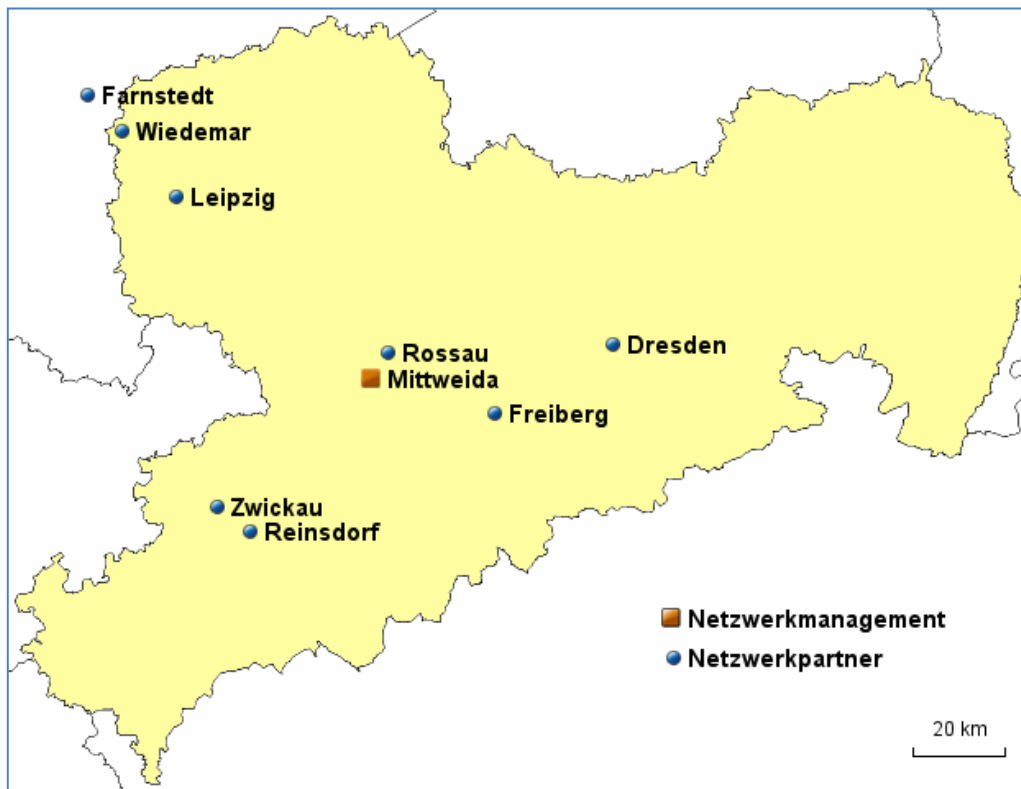 Farnstedt
Wiedemar
Leipzig
Rossau
Dresden
Mittweida
Freiberg
Zwickau
Reinsdorf
Netzwerkmanagement
Netzwerkpartner
20 km